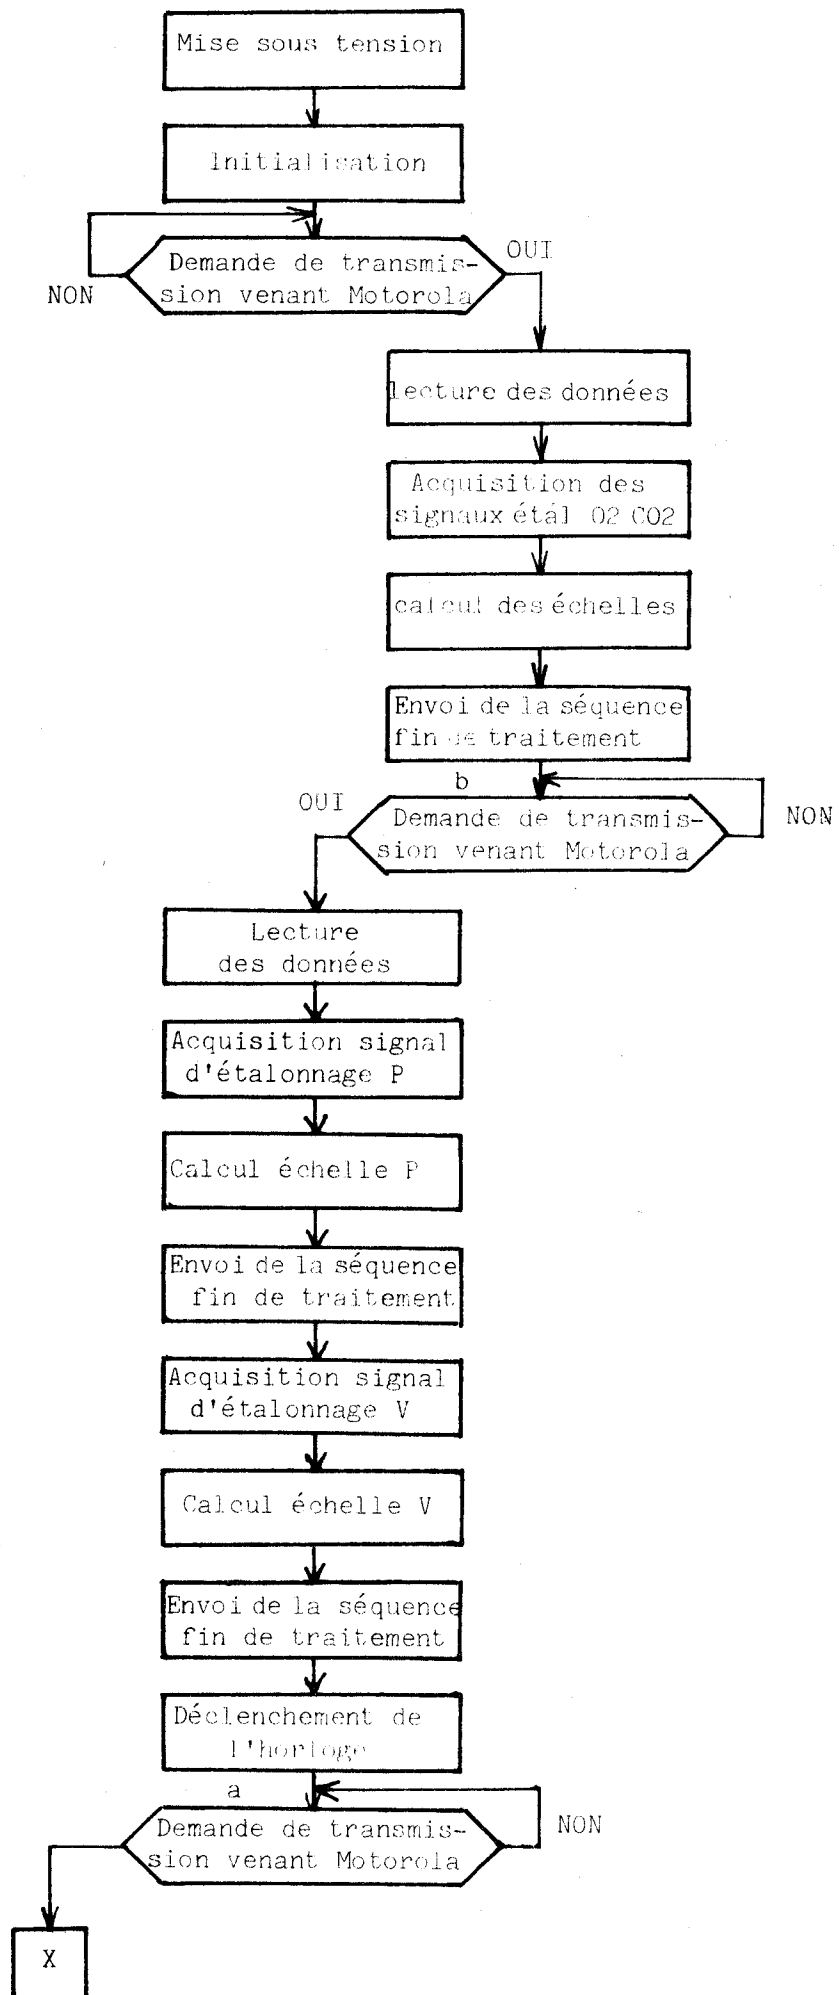 Mise sous tension
Initialisation
Demande de transmis-
sion venant Motorola
OUI
NON
lecture des données
Acquisition des
signaux étal O2 CO2
calcul des échelles
Envoi de la séquence
fin de traitement
b
OUI
Demande de transmis-
sion venant Motorola
NON
Lecture
des données
Acquisition signal
d'étalonnage P
Calcul échelle P
Envoi de la séquence
fin de traitement
Acquisition signal
d'étalonnage V
Calcul échelle V
Envoi de la séquence
fin de traitement
Déclenchement de
l'horloge
a
Demande de transmis-
sion venant Motorola
NON
X